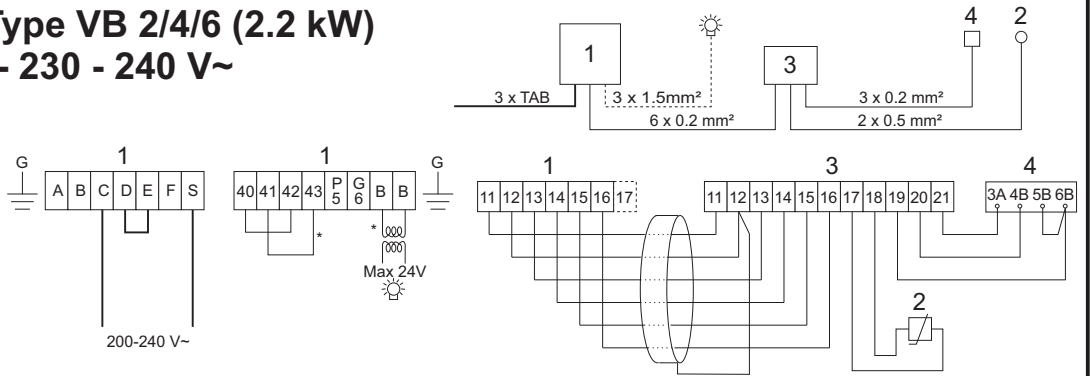 Type VB 2/4/6 (2.2 kW)
- 230 - 240 V~
1
3
4
2
3 x TAB
3 x 1.5mm²
6 x 0.2 mm²
3 x 0.2 mm²
2 x 0.5 mm²
G
1
A B C D E F S
200-240 V~
1
G
40 41 42 43 P5 G6 B B
*
*
Max 24V
1
11 12 13 14 15 16 17
3
11 12 13 14 15 16 17 18 19 20 21
4
3A 4B 5B 6B
2